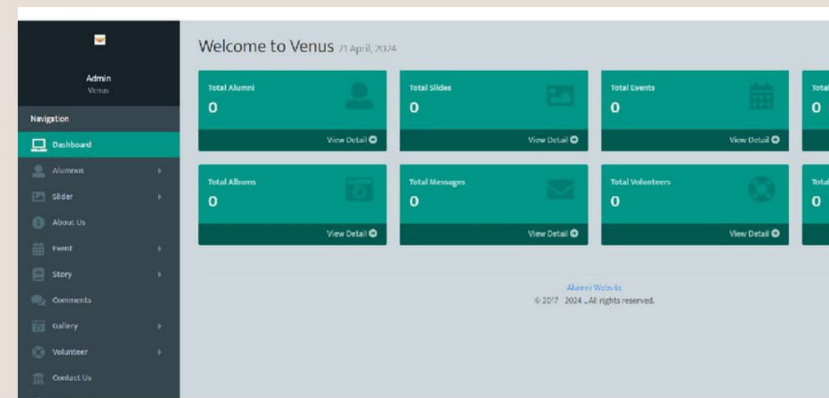 Admin
Venus
Navigation
Dashboard
Alumnus
Slider
About Us
Event
Story
Comments
Gallery
Volunteer
Contact Us
Welcome to Venus 21 April, 2024
Total Alumni
0
View Detail
Total Slides
0
View Detail
Total Events
0
View Detail
Total
0
Total Albums
0
View Detail
Total Messages
0
View Detail
Total Volunteers
0
View Detail
Total
0
Alumni Website
© 2017 - 2024 . All rights reserved.